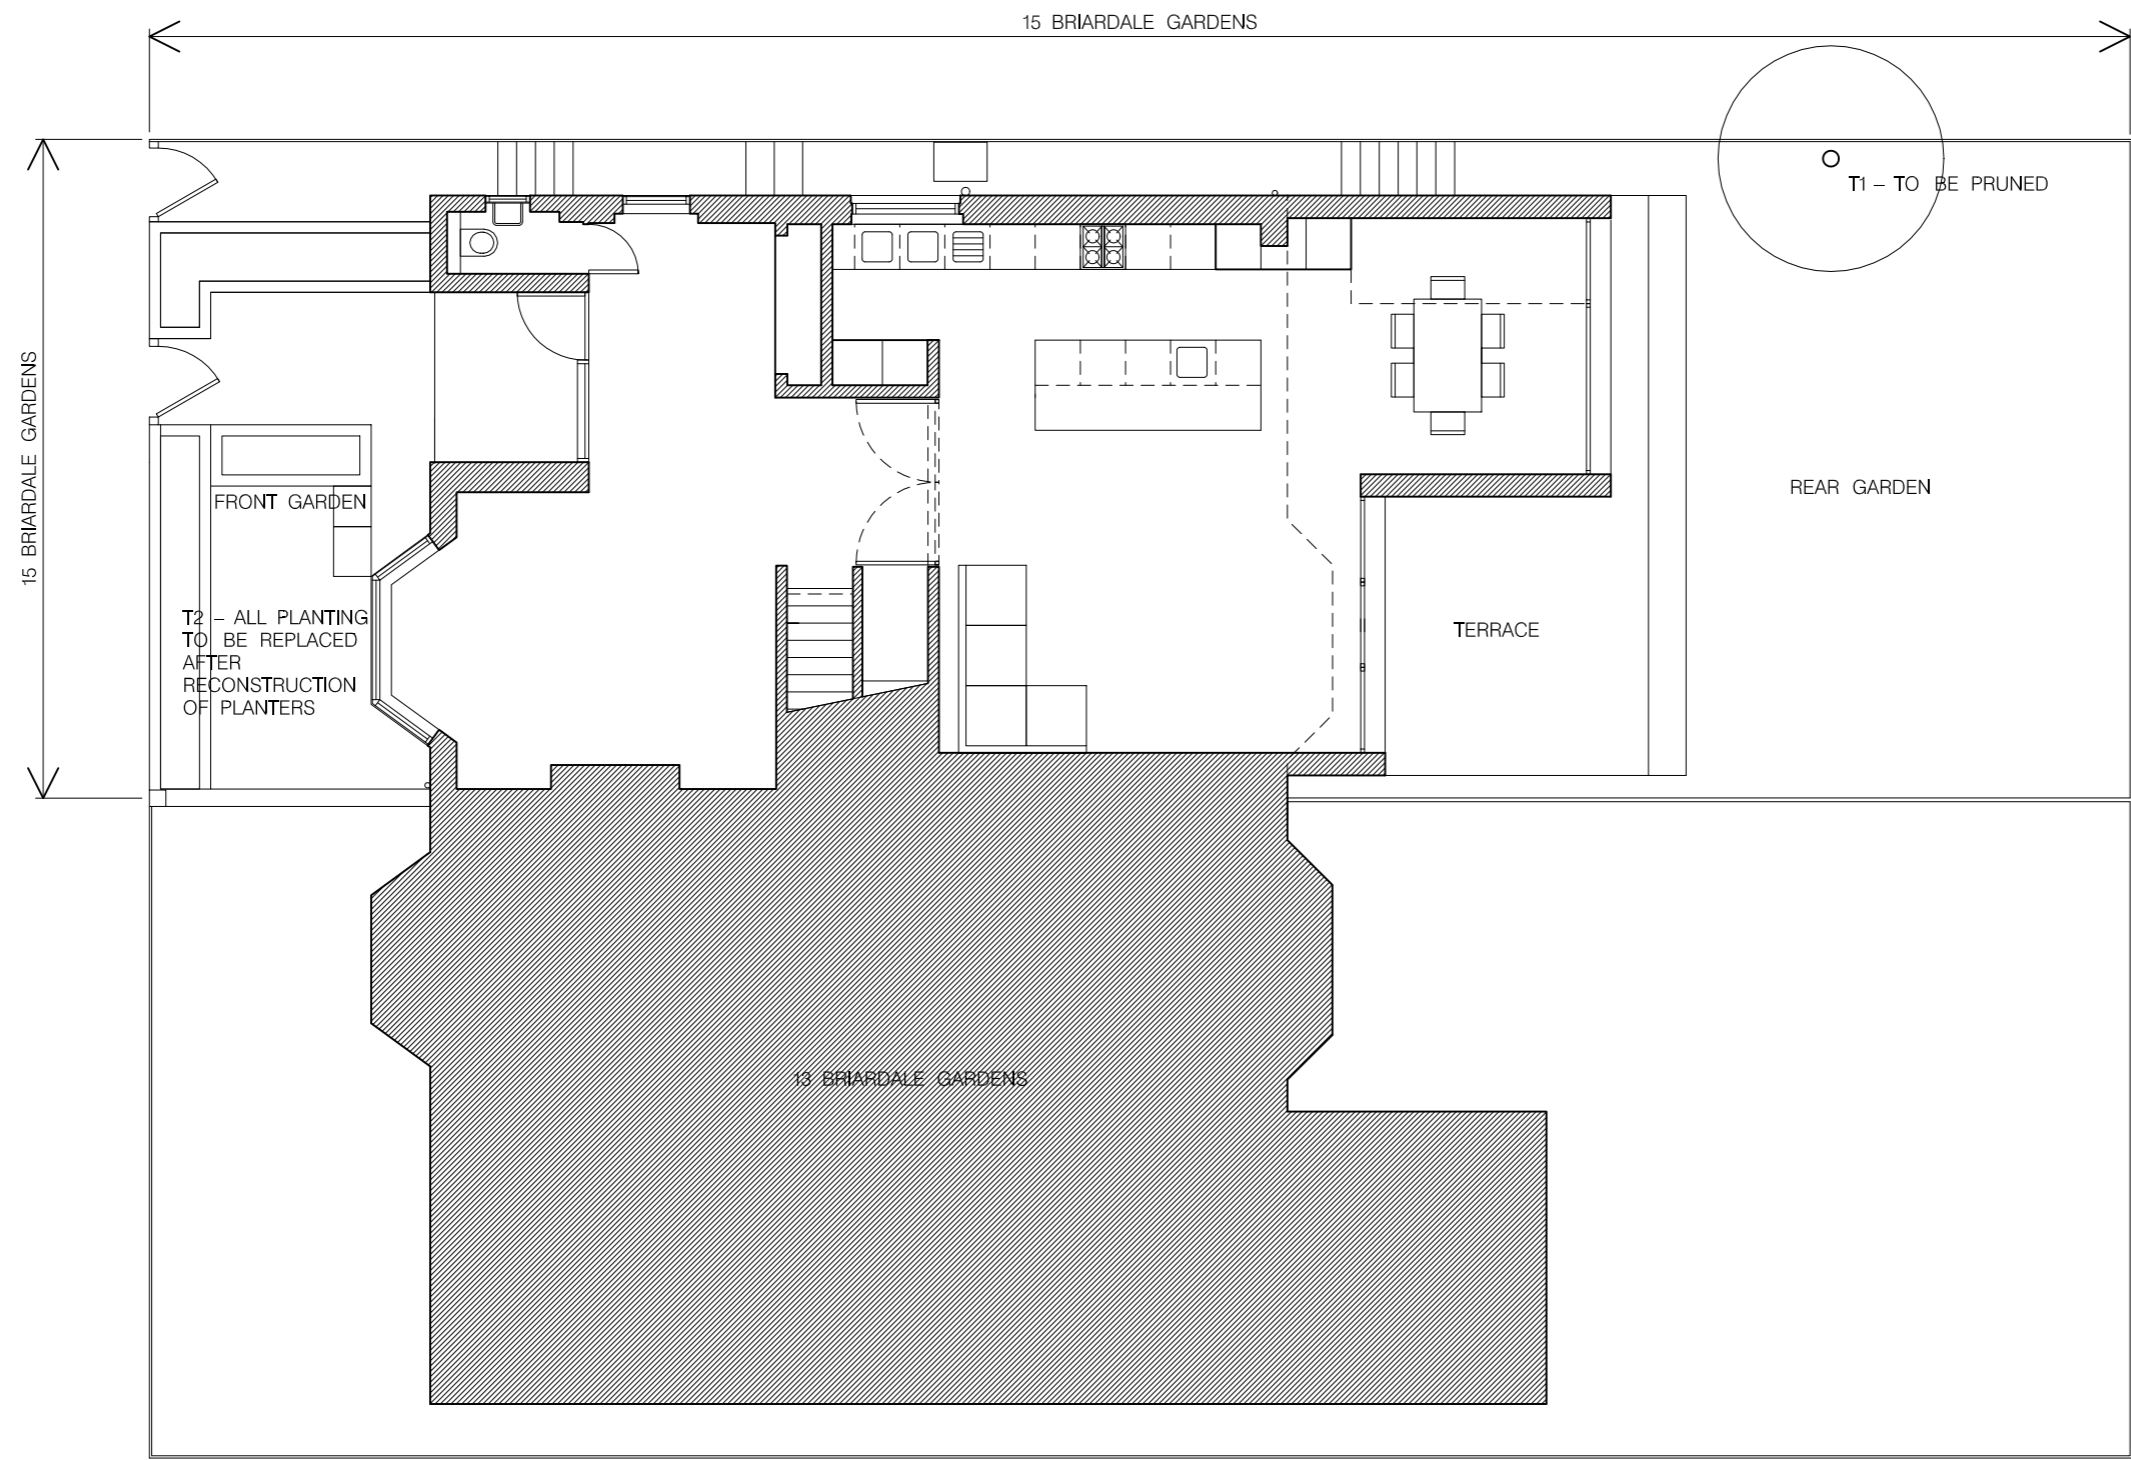 15 BRIARDALE GARDENS
T1 – TO BE PRUNED
15 BRIARDALE GARDENS
REAR GARDEN
FRONT GARDEN
T2 – ALL PLANTING
TO BE REPLACED
AFTER
RECONSTRUCTION
OF PLANTERS
TERRACE
13 BRIARDALE GARDENS